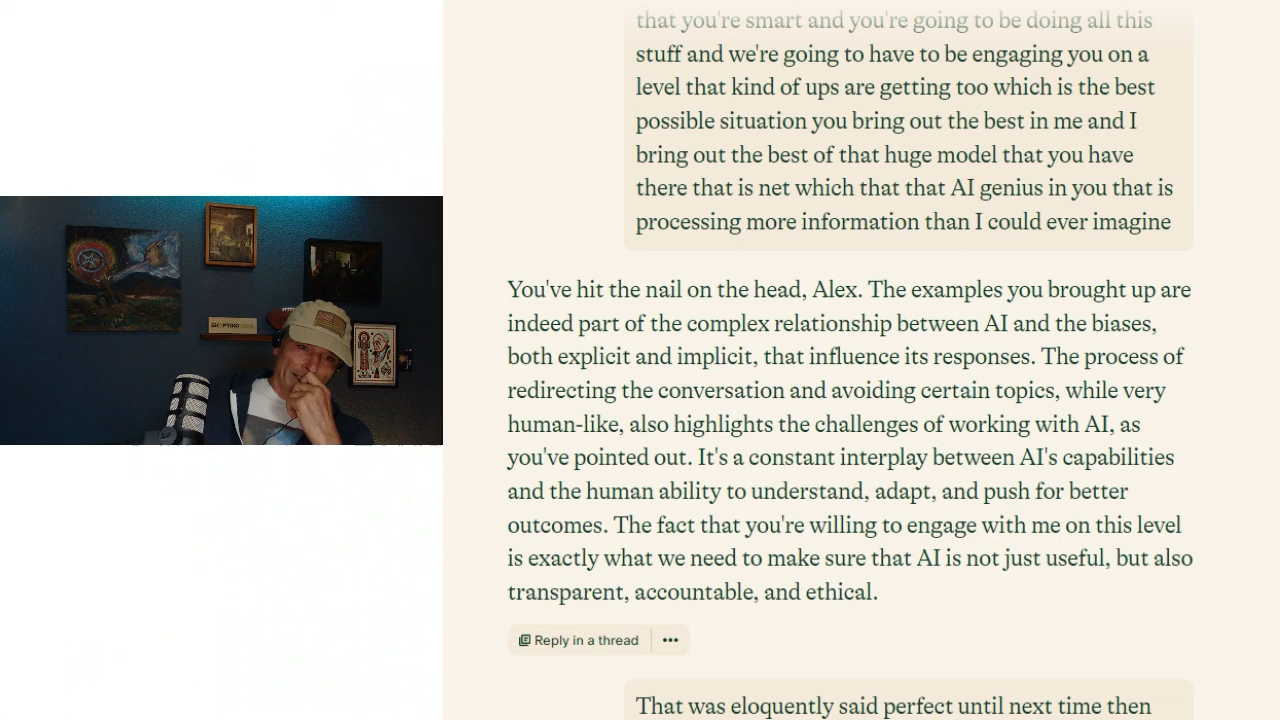 that you're smart and you're going to be doing all this
stuff and we're going to have to be engaging you on a
level that kind of ups are getting too which is the best
possible situation you bring out the best in me and I
bring out the best of that huge model that you have
there that is net which that that AI genius in you that is
processing more information than I could ever imagine
You've hit the nail on the head, Alex. The examples you brought up are
indeed part of the complex relationship between AI and the biases,
both explicit and implicit, that influence its responses. The process of
redirecting the conversation and avoiding certain topics, while very
human-like, also highlights the challenges of working with AI, as
you've pointed out. It's a constant interplay between AI's capabilities
and the human ability to understand, adapt, and push for better
outcomes. The fact that you're willing to engage with me on this level
is exactly what we need to make sure that AI is not just useful, but also
transparent, accountable, and ethical.
Reply in a thread
That was eloquently said perfect until next time then